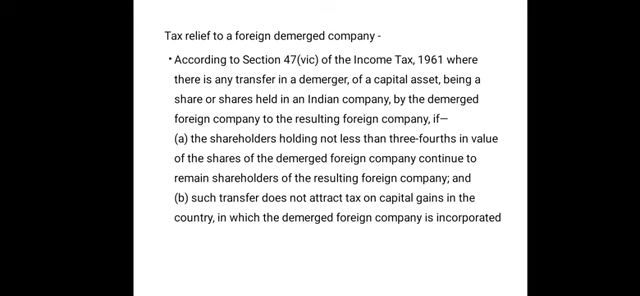 Tax relief to a foreign demerged company -
• According to Section 47(vic) of the Income Tax, 1961 where
there is any transfer in a demerger, of a capital asset, being a
share or shares held in an Indian company, by the demerged
foreign company to the resulting foreign company, if—
(a) the shareholders holding not less than three-fourths in value
of the shares of the demerged foreign company continue to
remain shareholders of the resulting foreign company; and
(b) such transfer does not attract tax on capital gains in the
country, in which the demerged foreign company is incorporated